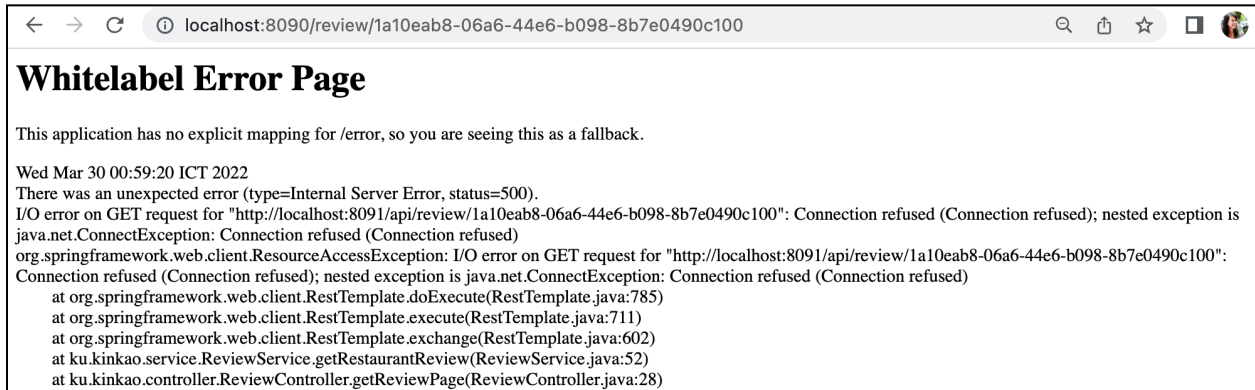 localhost:8090/review/1a10eab8-06a6-44e6-b098-8b7e0490c100
Whitelabel Error Page
This application has no explicit mapping for /error, so you are seeing this as a fallback.
Wed Mar 30 00:59:20 ICT 2022
There was an unexpected error (type=Internal Server Error, status=500).
I/O error on GET request for "http://localhost:8091/api/review/1a10eab8-06a6-44e6-b098-8b7e0490c100": Connection refused (Connection refused); nested exception is
java.net.ConnectException: Connection refused (Connection refused)
org.springframework.web.client.ResourceAccessException: I/O error on GET request for "http://localhost:8091/api/review/1a10eab8-06a6-44e6-b098-8b7e0490c100":
Connection refused (Connection refused); nested exception is java.net.ConnectException: Connection refused (Connection refused)
at org.springframework.web.client.RestTemplate.doExecute(RestTemplate.java:785)
at org.springframework.web.client.RestTemplate.execute(RestTemplate.java:711)
at org.springframework.web.client.RestTemplate.exchange(RestTemplate.java:602)
at ku.kinkao.service.ReviewService.getRestaurantReview(ReviewService.java:52)
at ku.kinkao.controller.ReviewController.getReviewPage(ReviewController.java:28)